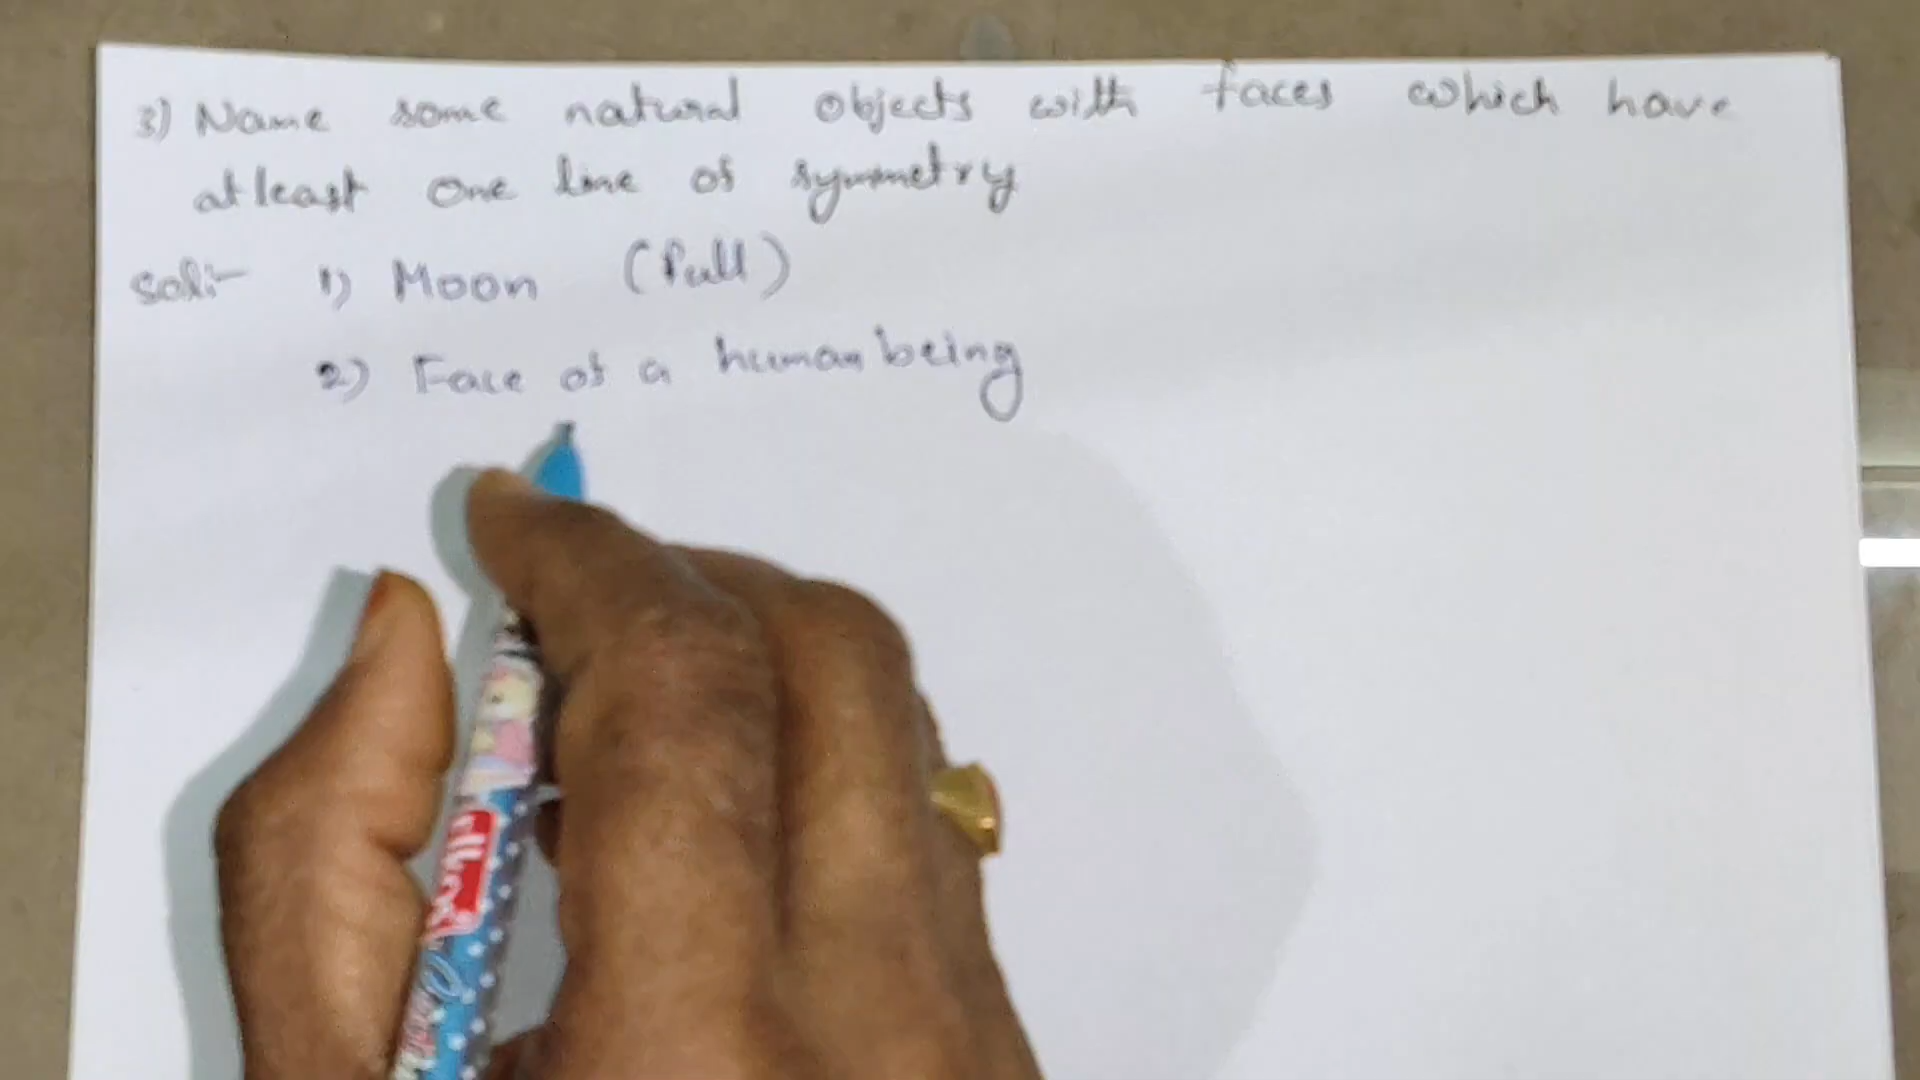 3) Name some natural objects with faces which have
atleast one line of symmetry
Sol:- 1) Moon (full)
2) Face of a human being